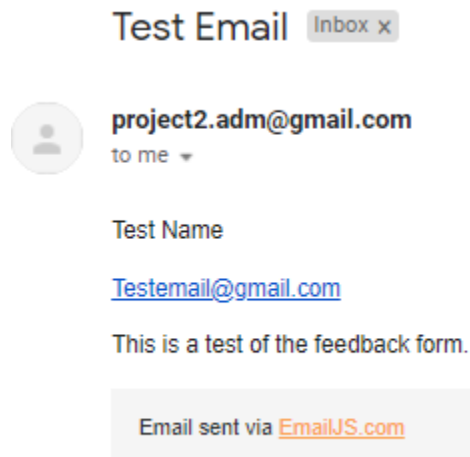 Test Email Inbox x
project2.adm@gmail.com
to me
Test Name
Testemail@gmail.com
This is a test of the feedback form.
Email sent via EmailJS.com